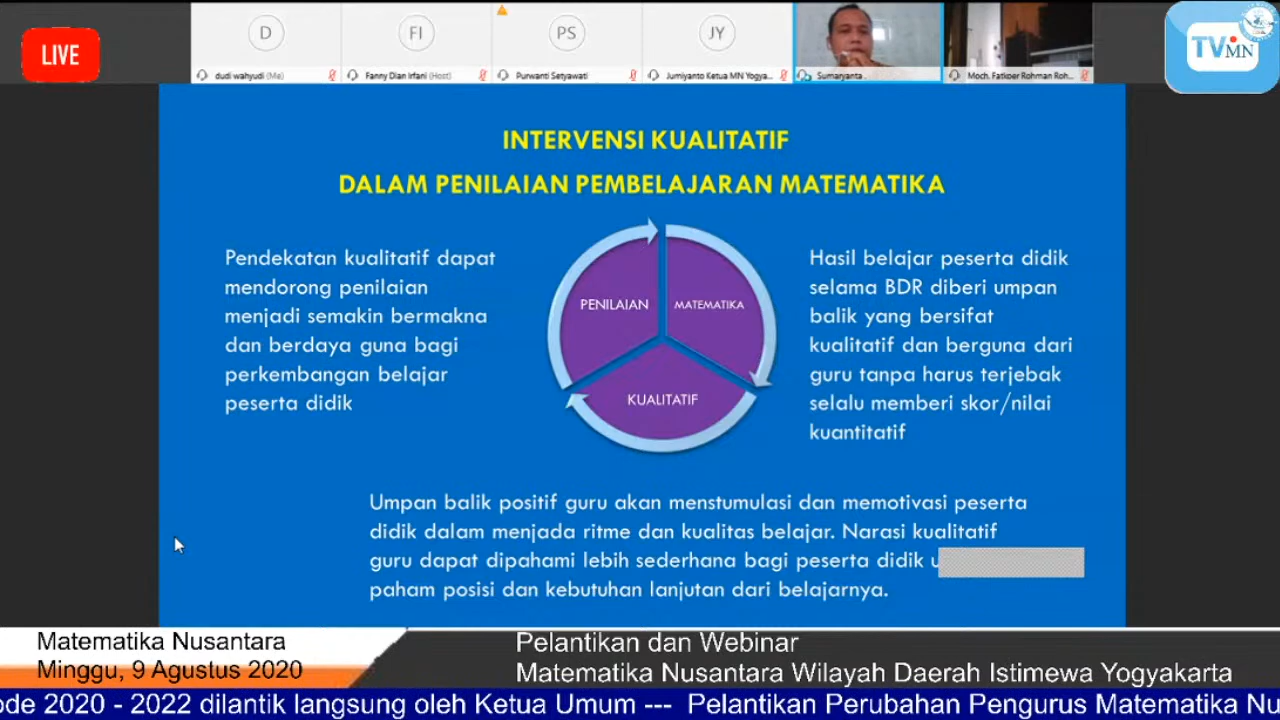 LIVE
D
FI
PS
JY
dudi wahyudi (Me)
Fanny Dian Irfani (Host)
Purwanti Setyawati
Jumiyanto Ketua MN Yogya...
Sumaryanta .
Moch. Fatkoer Rohman Roh...
TV MN
INTERVENSI KUALITATIF
DALAM PENILAIAN PEMBELAJARAN MATEMATIKA
Pendekatan kualitatif dapat
mendorong penilaian
menjadi semakin bermakna
dan berdaya guna bagi
perkembangan belajar
peserta didik
PENILAIAN
MATEMATIKA
KUALITATIF
Hasil belajar peserta didik
selama BDR diberi umpan
balik yang bersifat
kualitatif dan berguna dari
guru tanpa harus terjebak
selalu memberi skor/nilai
kuantitatif
Umpan balik positif guru akan menstumulasi dan memotivasi peserta
didik dalam menjada ritme dan kualitas belajar. Narasi kualitatif
guru dapat dipahami lebih sederhana bagi peserta didik
paham posisi dan kebutuhan lanjutan dari belajarnya.
Matematika Nusantara
Minggu, 9 Agustus 2020
Pelantikan dan Webinar
Matematika Nusantara Wilayah Daerah Istimewa Yogyakarta
ode 2020 - 2022 dilantik langsung oleh Ketua Umum --- Pelantikan Perubahan Pengurus Matematika Nu